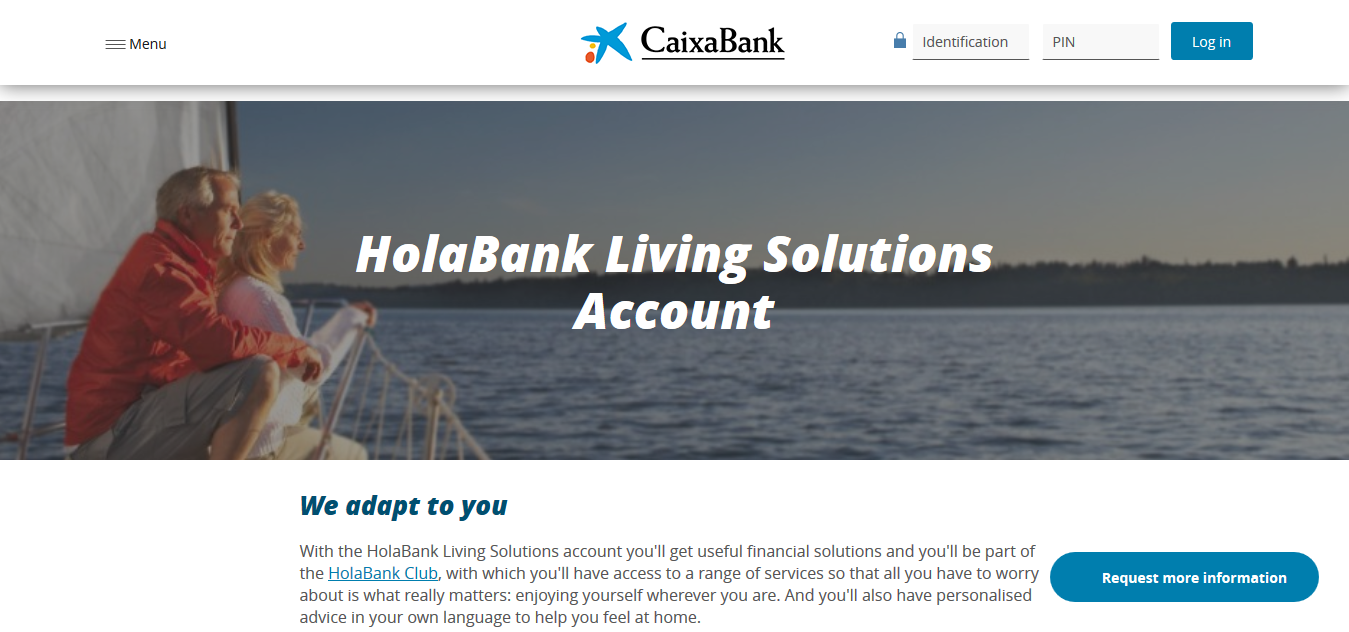 Menu
CaixaBank
Identification
PIN
Log in
HolaBank Living Solutions
Account
We adapt to you
With the HolaBank Living Solutions account you'll get useful financial solutions and you'll be part of
the HolaBank Club, with which you'll have access to a range of services so that all you have to worry
about is what really matters: enjoying yourself wherever you are. And you'll also have personalised
advice in your own language to help you feel at home.
Request more information